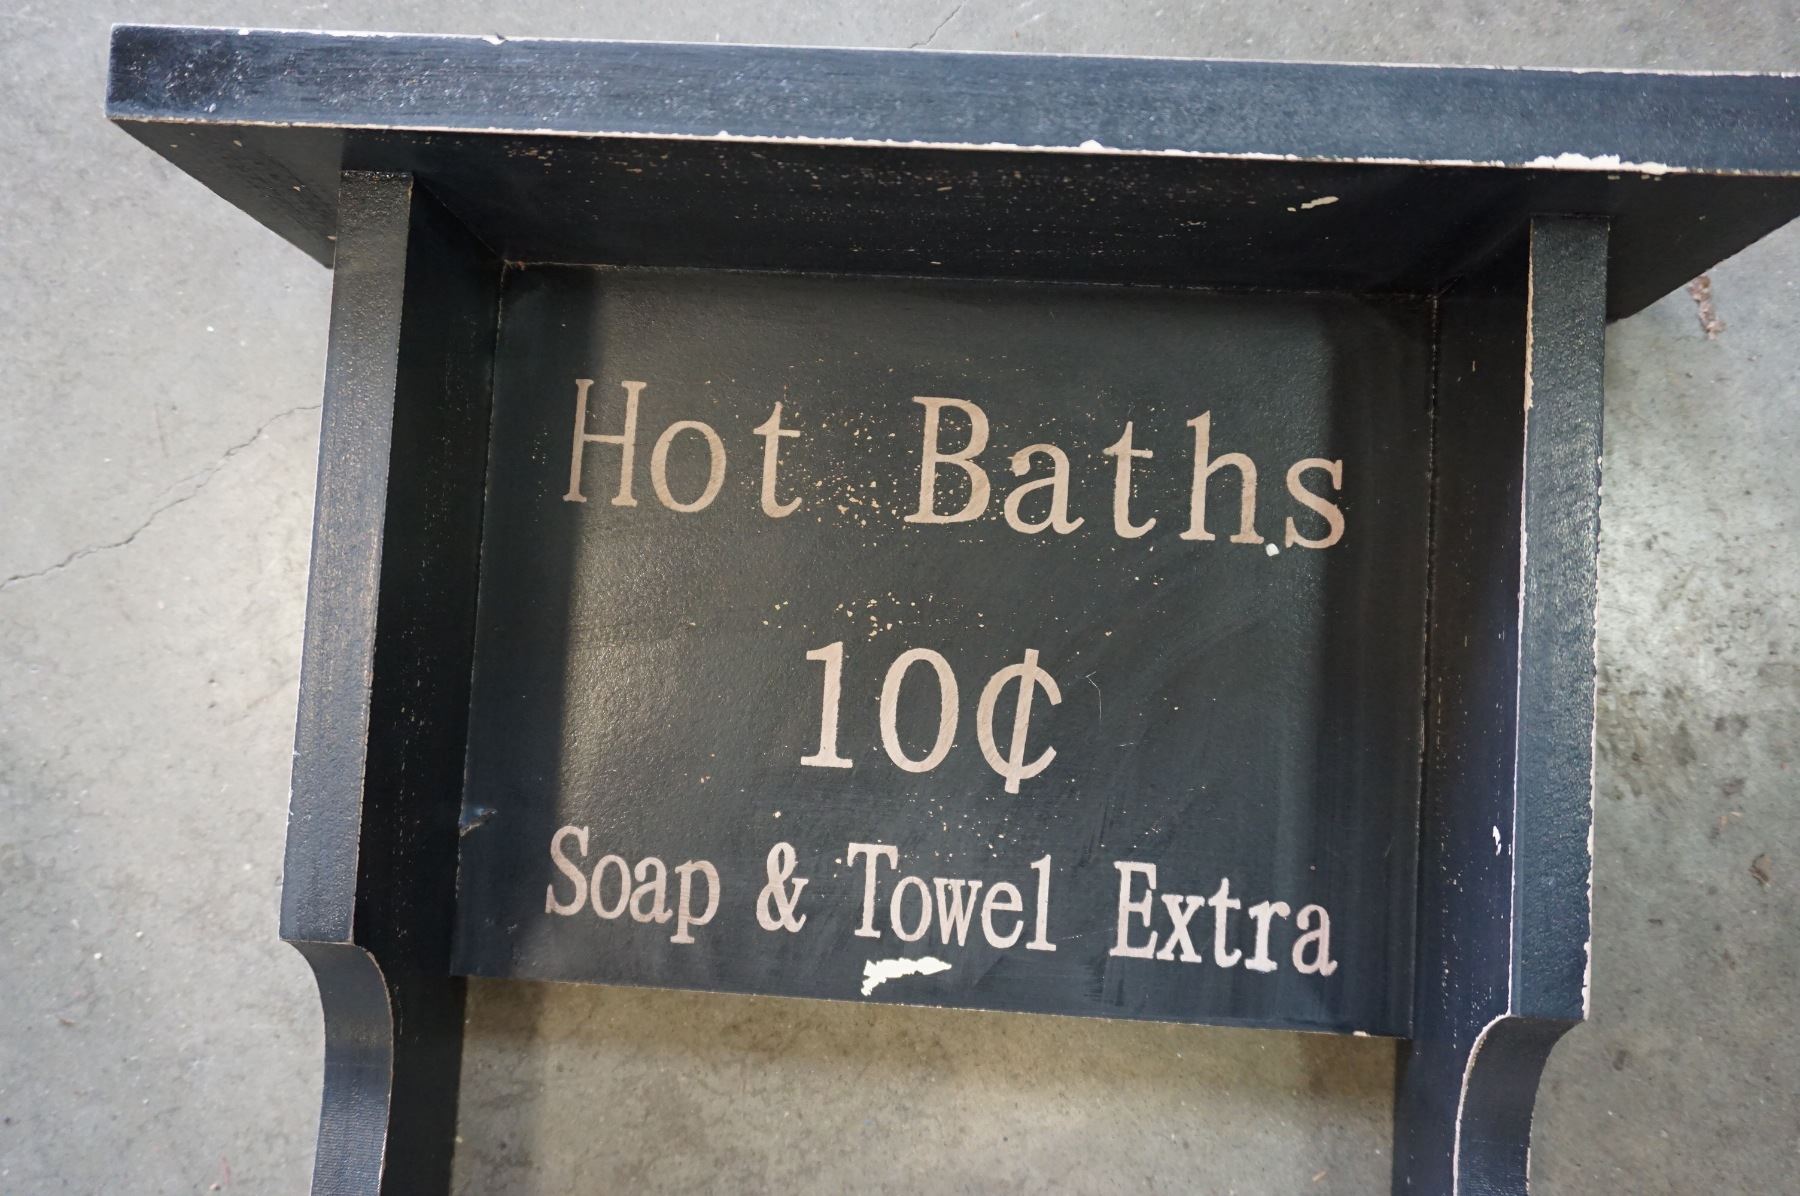 Hot Baths
10¢
Soap & Towel Extra